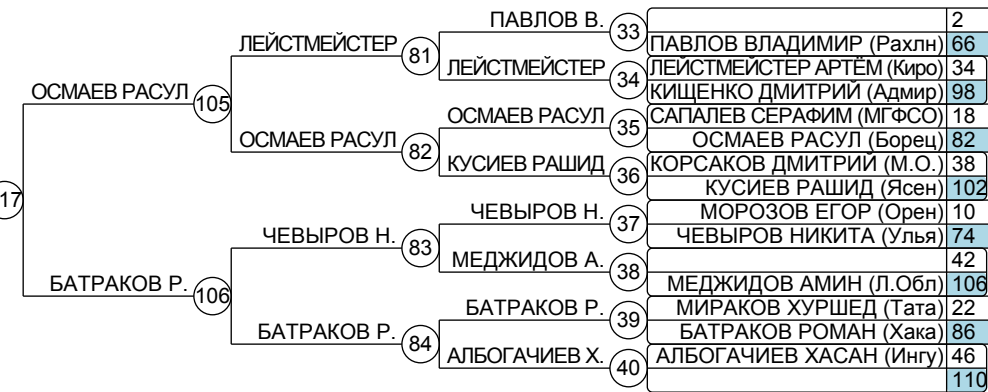 ПАВЛОВ В. 33 2
ЛЕЙСТМЕЙСТЕР 81 ПАВЛОВ ВЛАДИМИР (Рахлн) 66
ЛЕЙСТМЕЙСТЕР 34 ЛЕЙСТМЕЙСТЕР АРТЁМ (Киро) 34
ОСМАЕВ РАСУЛ 105 КИЩЕНКО ДМИТРИЙ (Адмир) 98
ОСМАЕВ РАСУЛ 35 САПАЛЕВ СЕРАФИМ (МГФСО) 18
ОСМАЕВ РАСУЛ 82 ОСМАЕВ РАСУЛ (Борец) 82
КУСИЕВ РАШИД 36 КОРСАКОВ ДМИТРИЙ (М.О.) 38
17 КУСИЕВ РАШИД (Ясен) 102
ЧЕВЫРОВ Н. 37 МОРОЗОВ ЕГОР (Орен) 10
ЧЕВЫРОВ Н. 83 ЧЕВЫРОВ НИКИТА (Улья) 74
МЕДЖИДОВ А. 38 42
БАТРАКОВ Р. 106 МЕДЖИДОВ АМИН (Л.Обл) 106
БАТРАКОВ Р. 39 МИРАКОВ ХУРШЕД (Тата) 22
БАТРАКОВ Р. 84 БАТРАКОВ РОМАН (Хака) 86
АЛБОГАЧИЕВ Х. 40 АЛБОГАЧИЕВ ХАСАН (Ингу) 46
110